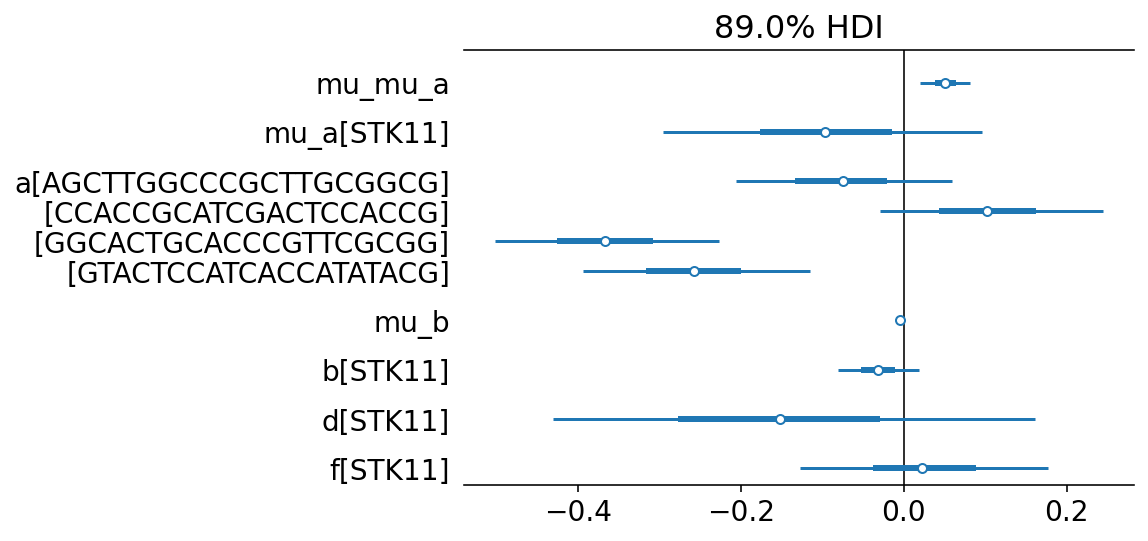 89.0% HDI
mu_mu_a
mu_a[STK11]
a[AGCTTGGCCCGCTTGCGGCG]
[CCACCGCATCGACTCCACCG]
[GGCACTGCACCCGTTCGCGG]
[GTACTCCATCACCATATACG]
mu_b
b[STK11]
d[STK11]
f[STK11]
−0.4 −0.2 0.0 0.2